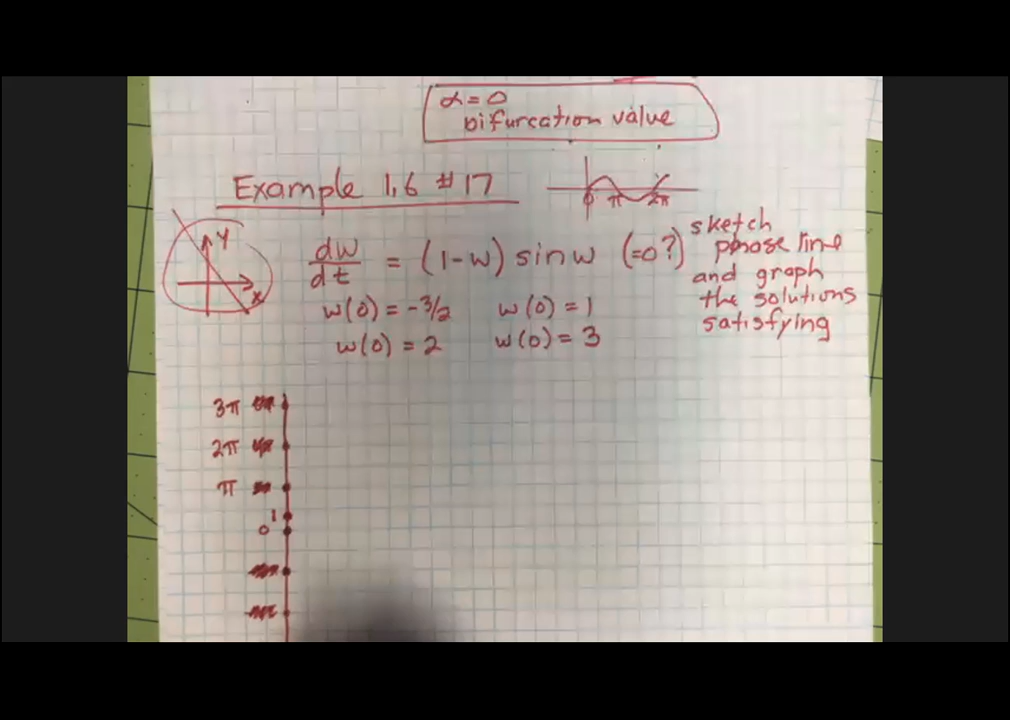 α = 0
bifurcation value
Example 1.6 #17
π 2π
y
x
dw/dt = (1-w) sin w (=0?)
sketch
phase line
and graph
the solutions
satisfying
w(0) = -3/2 w(0) = 1
w(0) = 2 w(0) = 3
3π
2π
π
1
0